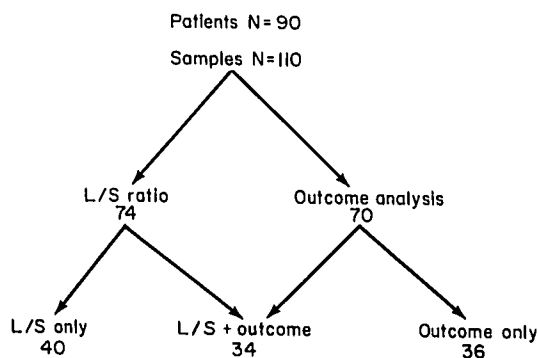 Patients N=90
Samples N=110
L/S ratio
74
Outcome analysis
70
L/S only
40
L/S + outcome
34
Outcome only
36